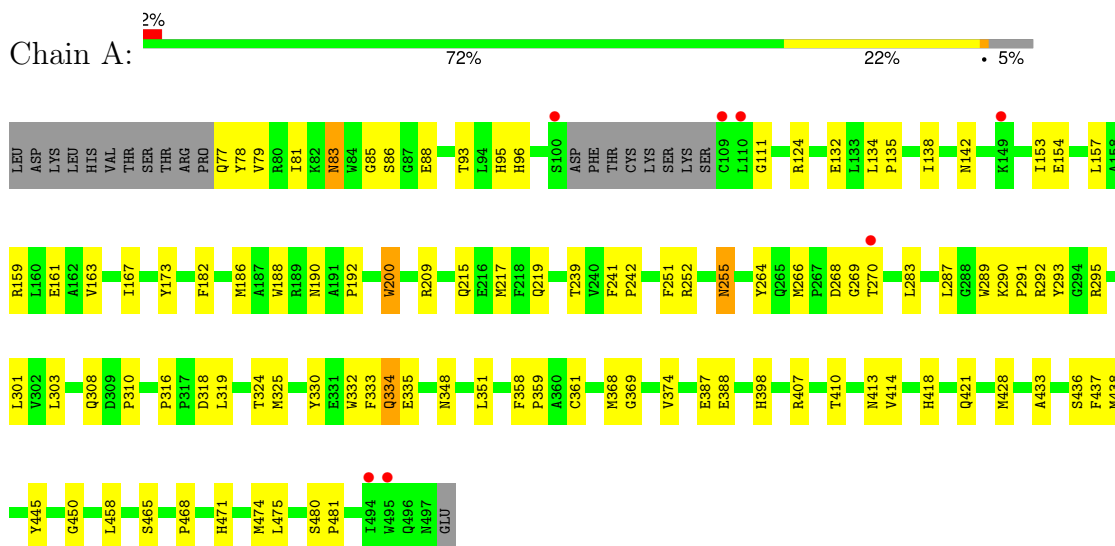 2%
Chain A:
72% 22% • 5%
LEU ASP LYS LEU HIS VAL THR SER THR ARG PRO Q77 Y78 V79 R80 I81 K82 N83 W84 G85 S86 G87 E88 T93 L94 H95 H96 S100 ASP PHE THR CYS LYS SER LYS SER C109 L110 G111 R124 E132 L133 L134 P135 I138 N142 K149 I153 E154 L157 A158
R159 L160 E161 A162 V163 I167 Y173 F182 M186 A187 W188 R189 N190 A191 P192 W200 R209 Q215 E216 M217 F218 Q219 T239 V240 F241 P242 F251 R252 N255 Y264 Q265 M266 P267 D268 G269 T270 L283 L287 G288 W289 K290 P291 R292 Y293 G294 R295
L301 V302 L303 Q308 D309 P310 P316 P317 D318 L319 T324 M325 Y330 E331 W332 F333 Q334 E335 N348 L351 F358 P359 A360 C361 M368 G369 V374 E387 E388 H398 R407 T410 N413 V414 H418 Q421 M428 A433 S436 F437 M438
Y445 G450 L458 S465 P468 H471 M474 L475 S480 P481 I494 W495 Q496 N497 GLU